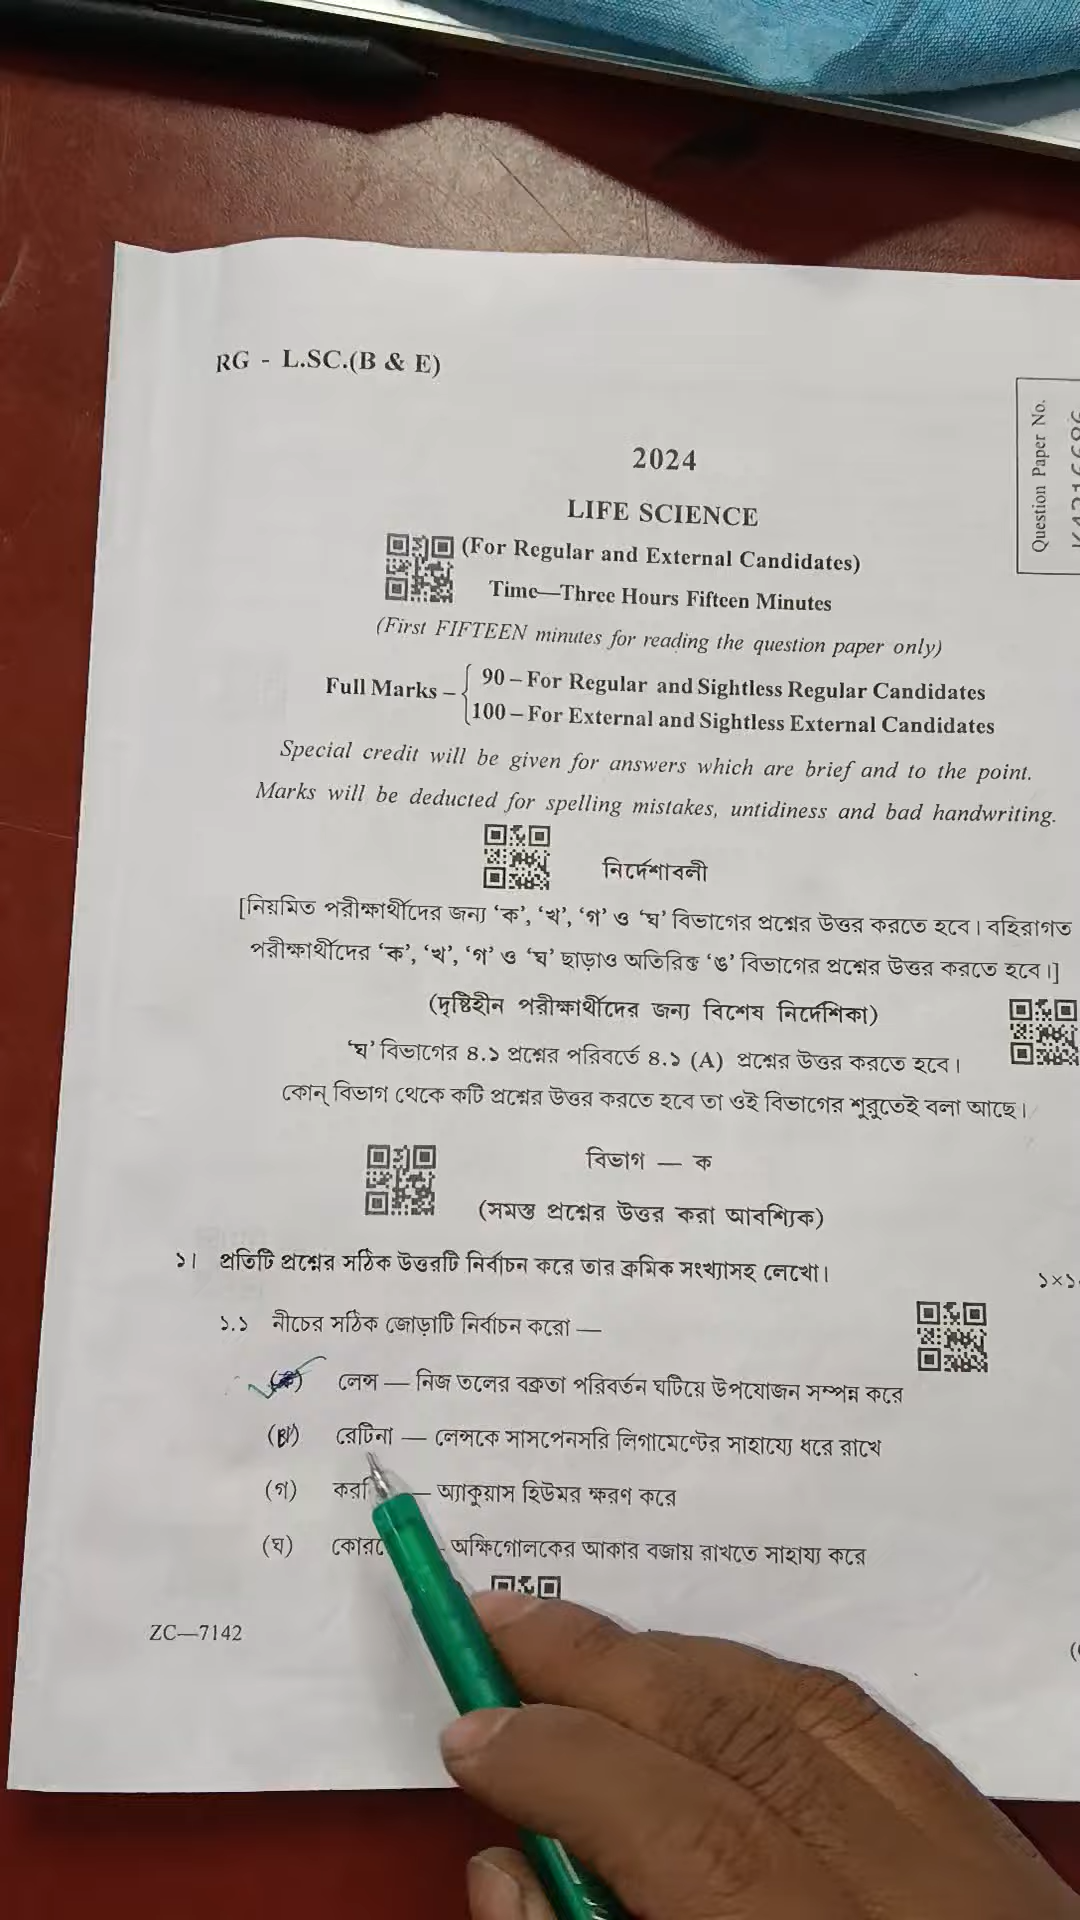 RG - L.SC.(B & E)
Question Paper No.
2024
LIFE SCIENCE
(For Regular and External Candidates)
Time—Three Hours Fifteen Minutes
(First FIFTEEN minutes for reading the question paper only)
Full Marks – { 90 – For Regular and Sightless Regular Candidates
100 – For External and Sightless External Candidates
Special credit will be given for answers which are brief and to the point.
Marks will be deducted for spelling mistakes, untidiness and bad handwriting.
নির্দেশাবলী
[নিয়মিত পরীক্ষার্থীদের জন্য ‘ক’, ‘খ’, ‘গ’ ও ‘ঘ’ বিভাগের প্রশ্নের উত্তর করতে হবে। বহিরাগত
পরীক্ষার্থীদের ‘ক’, ‘খ’, ‘গ’ ও ‘ঘ’ ছাড়াও অতিরিক্ত ‘ঙ’ বিভাগের প্রশ্নের উত্তর করতে হবে।]
(দৃষ্টিহীন পরীক্ষার্থীদের জন্য বিশেষ নির্দেশিকা)
‘ঘ’ বিভাগের ৪.১ প্রশ্নের পরিবর্তে ৪.১ (A) প্রশ্নের উত্তর করতে হবে।
কোন্ বিভাগ থেকে কটি প্রশ্নের উত্তর করতে হবে তা ওই বিভাগের শুরুতেই বলা আছে।
বিভাগ — ক
(সমস্ত প্রশ্নের উত্তর করা আবশ্যিক)
১। প্রতিটি প্রশ্নের সঠিক উত্তরটি নির্বাচন করে তার ক্রমিক সংখ্যাসহ লেখো।
১.১ নীচের সঠিক জোড়াটি নির্বাচন করো —
লেন্স — নিজ তলের বক্রতা পরিবর্তন ঘটিয়ে উপযোজন সম্পন্ন করে
রেটিনা — লেন্সকে সাসপেনসরি লিগামেন্টের সাহায্যে ধরে রাখে
(গ) — অ্যাকুয়াস হিউমর ক্ষরণ করে
(ঘ) অক্ষিগোলকের আকার বজায় রাখতে সাহায্য করে
ZC—7142